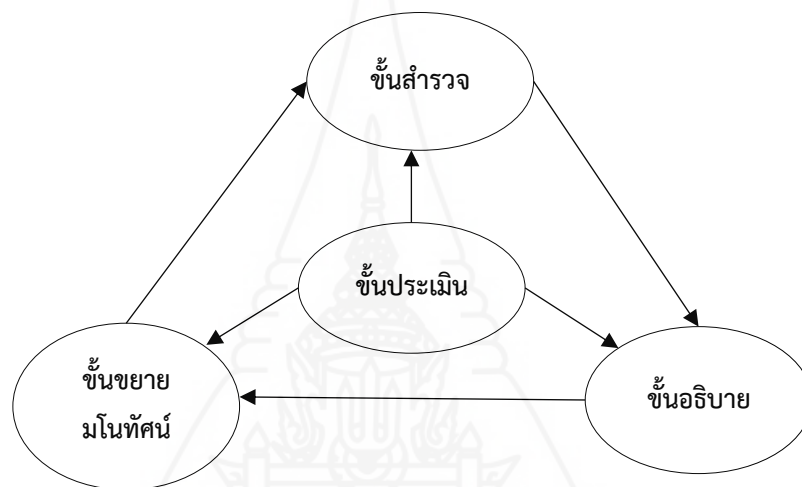 ขั้นสำรวจ
ขั้นประเมิน
ขั้นขยาย
มโนทัศน์
ขั้นอธิบาย